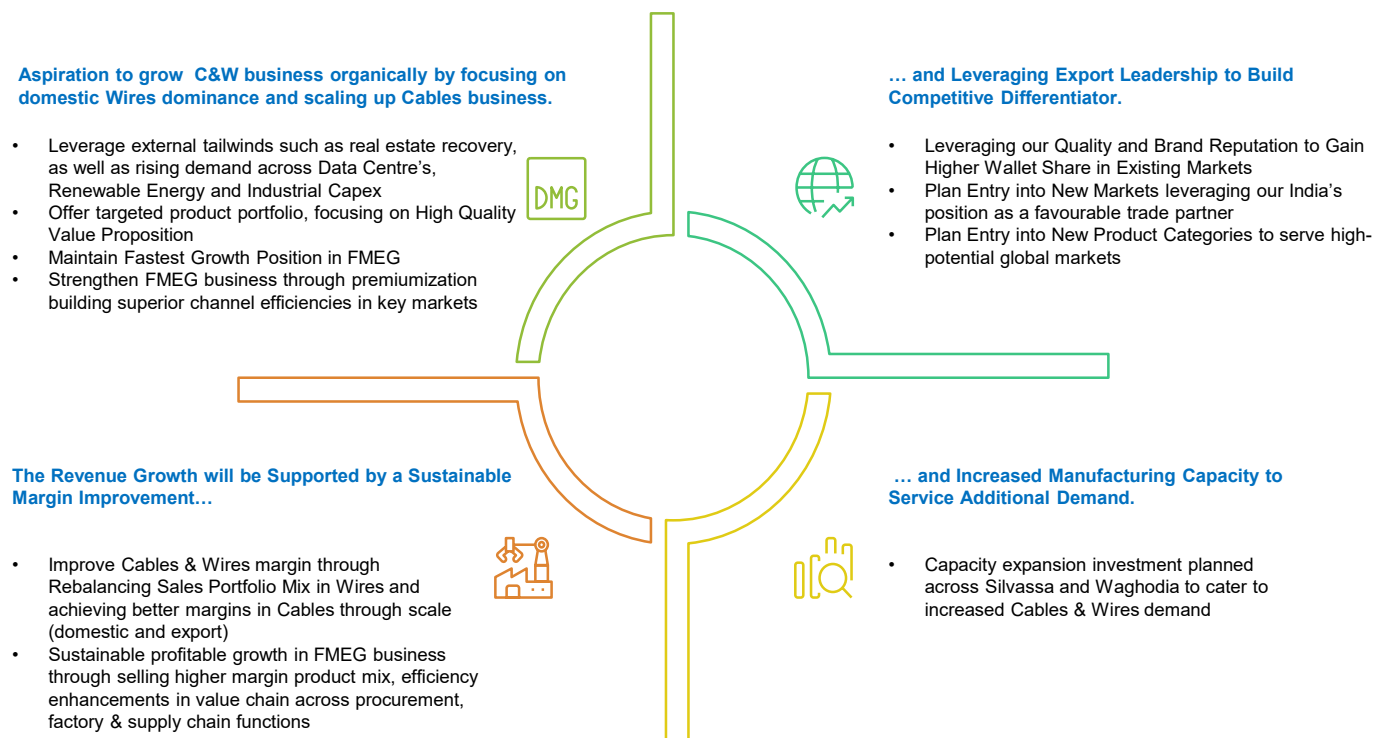 Aspiration to grow C&W business organically by focusing on
domestic Wires dominance and scaling up Cables business.
• Leverage external tailwinds such as real estate recovery,
as well as rising demand across Data Centre's,
Renewable Energy and Industrial Capex
• Offer targeted product portfolio, focusing on High Quality
Value Proposition
• Maintain Fastest Growth Position in FMEG
• Strengthen FMEG business through premiumization
building superior channel efficiencies in key markets
DMG
… and Leveraging Export Leadership to Build
Competitive Differentiator.
• Leveraging our Quality and Brand Reputation to Gain
Higher Wallet Share in Existing Markets
• Plan Entry into New Markets leveraging our India's
position as a favourable trade partner
• Plan Entry into New Product Categories to serve high-
potential global markets
The Revenue Growth will be Supported by a Sustainable
Margin Improvement…
• Improve Cables & Wires margin through
Rebalancing Sales Portfolio Mix in Wires and
achieving better margins in Cables through scale
(domestic and export)
• Sustainable profitable growth in FMEG business
through selling higher margin product mix, efficiency
enhancements in value chain across procurement,
factory & supply chain functions
… and Increased Manufacturing Capacity to
Service Additional Demand.
• Capacity expansion investment planned
across Silvassa and Waghodia to cater to
increased Cables & Wires demand